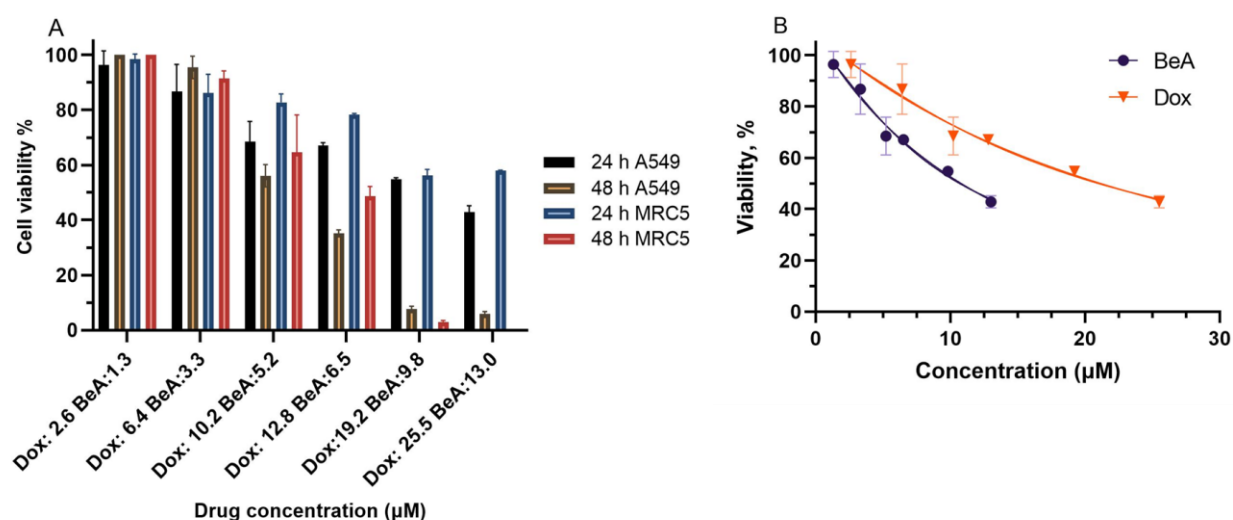 A
Cell viability %
100
80
60
40
20
0
Dox: 2.6 BeA:1.3
Dox: 6.4 BeA:3.3
Dox: 10.2 BeA:5.2
Dox: 12.8 BeA:6.5
Dox:19.2 BeA:9.8
Dox: 25.5 BeA:13.0
Drug concentration (µM)
24 h A549
48 h A549
24 h MRC5
48 h MRC5
B
Viability, %
100
80
60
40
20
0
0 10 20 30
Concentration (µM)
BeA
Dox